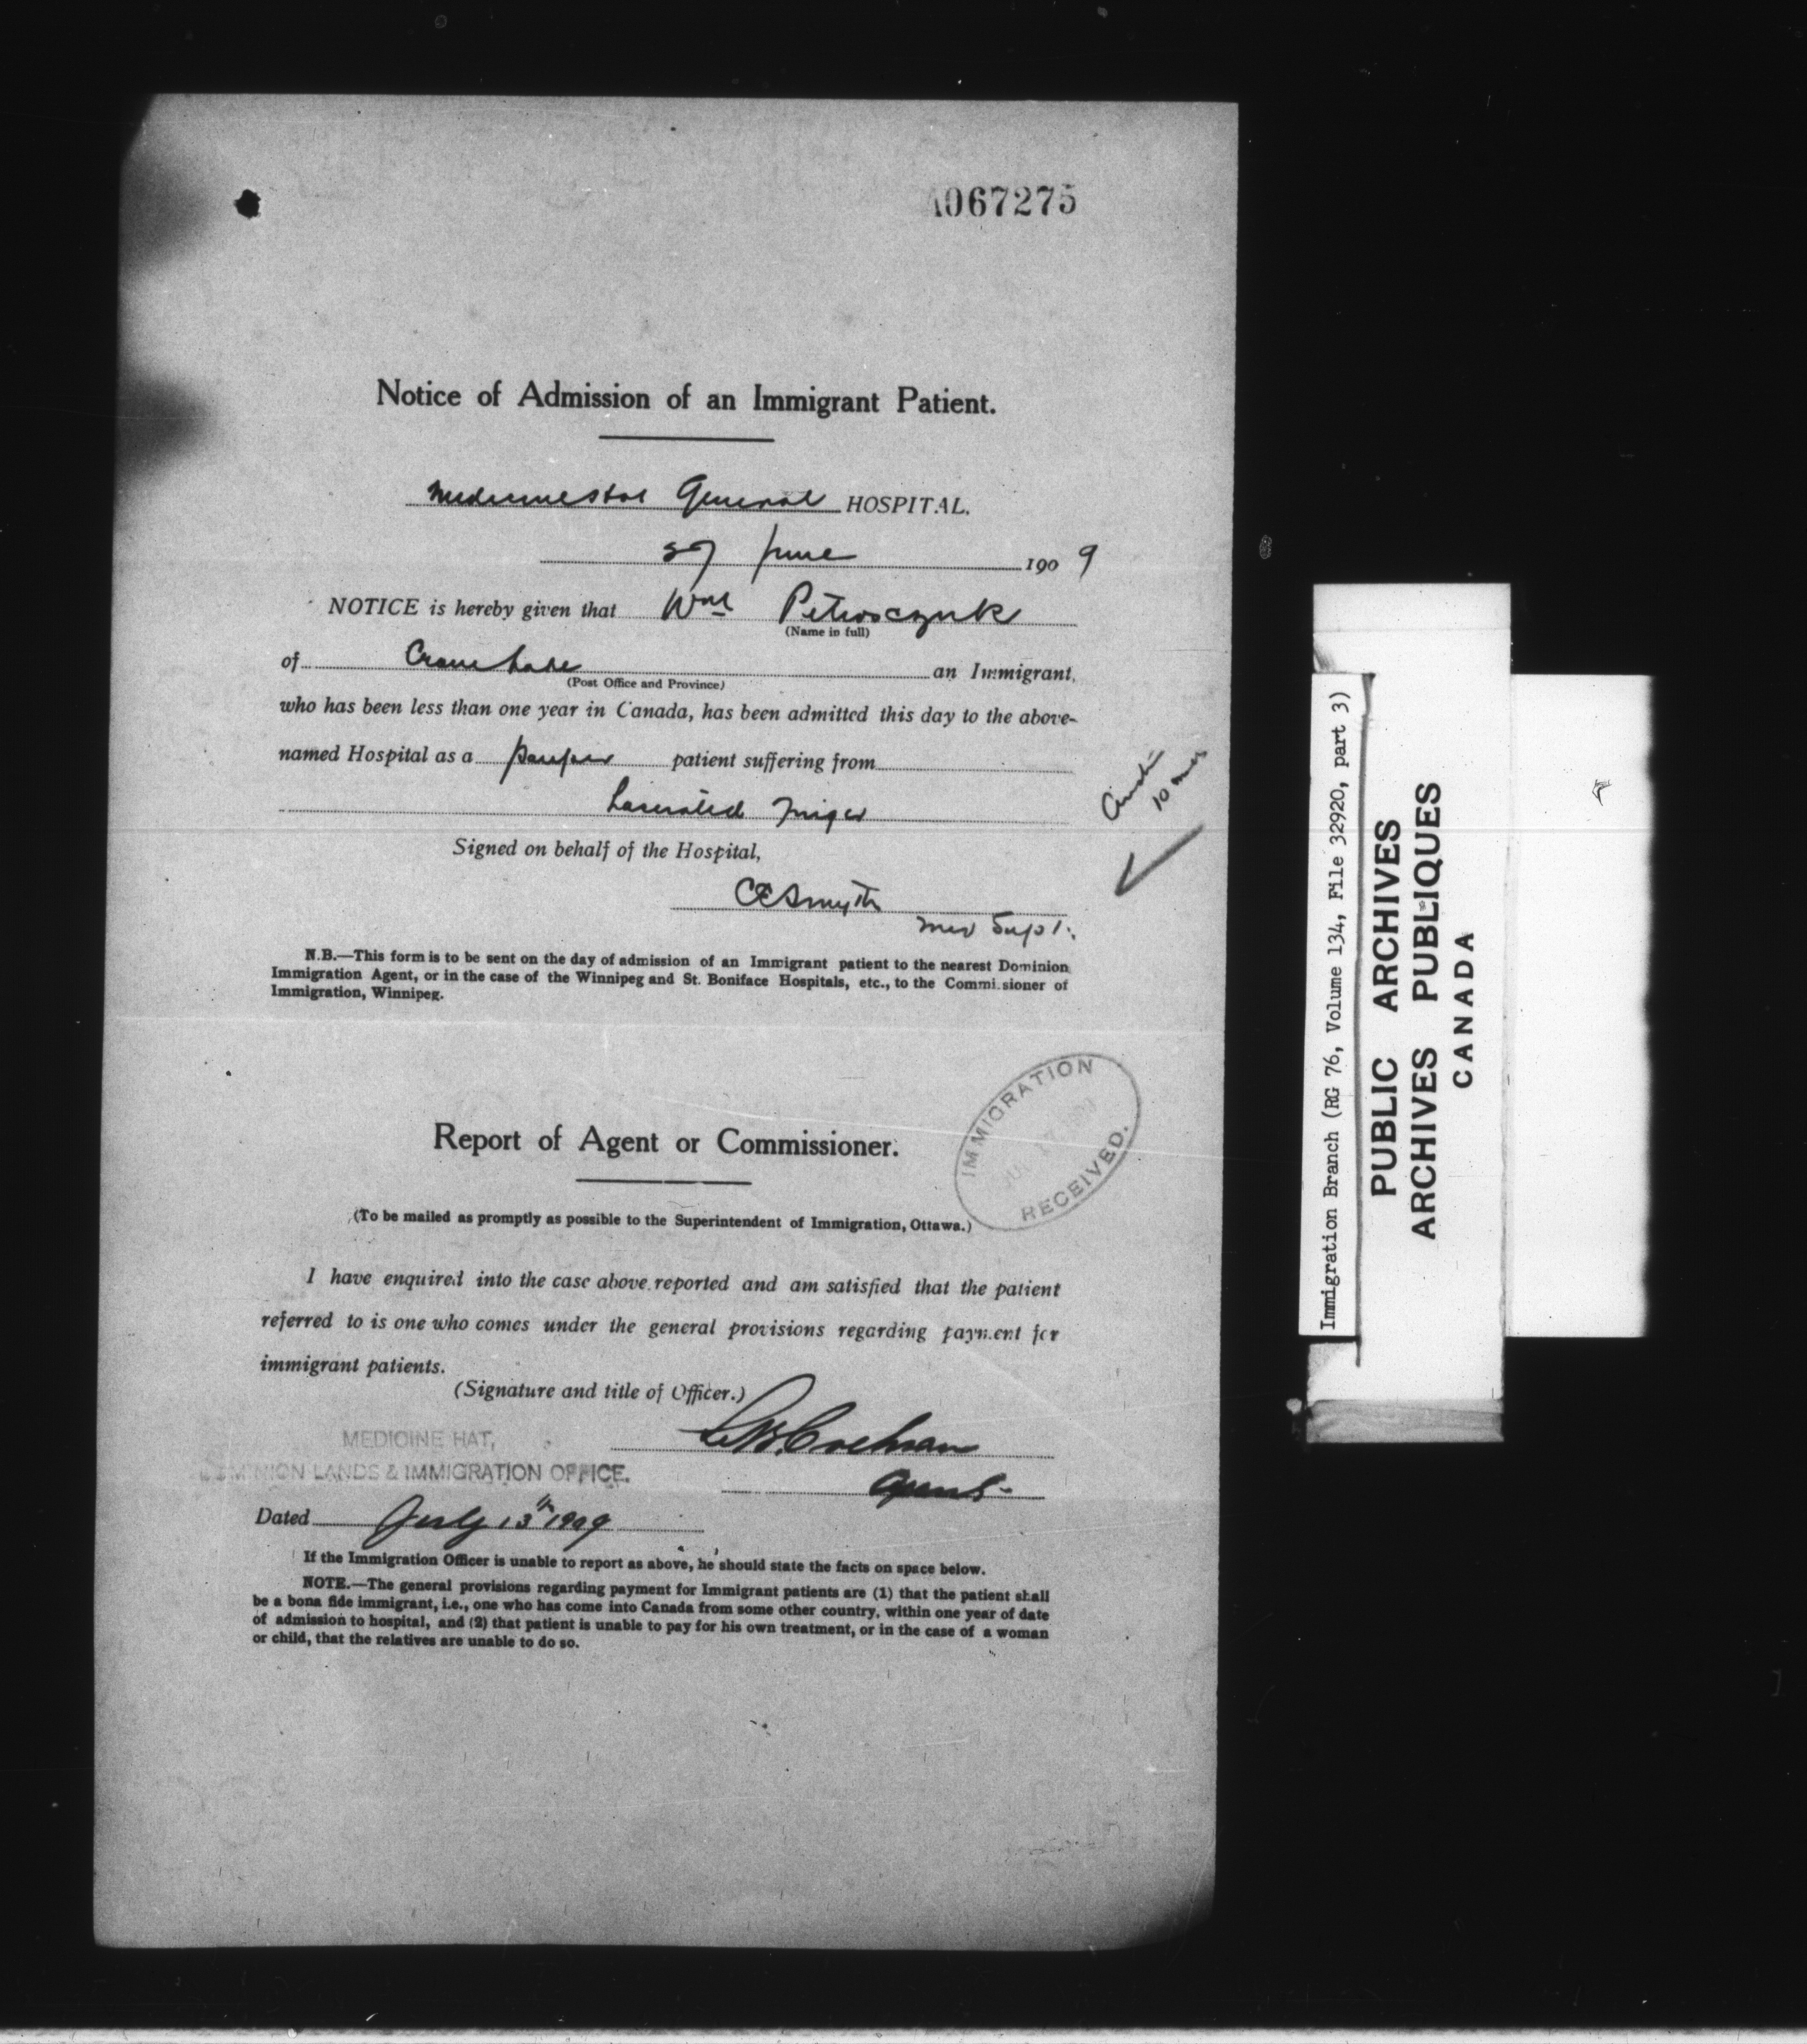 A067275
Notice of Admission of an Immigrant Patient.
Medicine Hat General HOSPITAL.
27 June 1909
NOTICE is hereby given that Wm Petrosczuk
(Name in full)
of Crane Lake an Immigrant,
(Post Office and Province)
who has been less than one year in Canada, has been admitted this day to the above-
named Hospital as a pauper patient suffering from
Lacerated Finger
10 mos
Signed on behalf of the Hospital,
CE Smyth
Med Supt.
N.B.—This form is to be sent on the day of admission of an Immigrant patient to the nearest Dominion
Immigration Agent, or in the case of the Winnipeg and St. Boniface Hospitals, etc., to the Commissioner of
Immigration, Winnipeg.
IMMIGRATION
RECEIVED.
Report of Agent or Commissioner.
(To be mailed as promptly as possible to the Superintendent of Immigration, Ottawa.)
I have enquired into the case above reported and am satisfied that the patient
referred to is one who comes under the general provisions regarding payment for
immigrant patients.
(Signature and title of Officer.)
Cochran
MEDICINE HAT,
Agent.
DOMINION LANDS & IMMIGRATION OFFICE.
Dated July 13th 1909
If the Immigration Officer is unable to report as above, he should state the facts on space below.
NOTE.—The general provisions regarding payment for Immigrant patients are (1) that the patient shall
be a bona fide immigrant, i.e., one who has come into Canada from some other country, within one year of date
of admission to hospital, and (2) that patient is unable to pay for his own treatment, or in the case of a woman
or child, that the relatives are unable to do so.
Immigration Branch (RG 76, Volume 134, File 32920, part 3)
PUBLIC ARCHIVES
ARCHIVES PUBLIQUES
CANADA